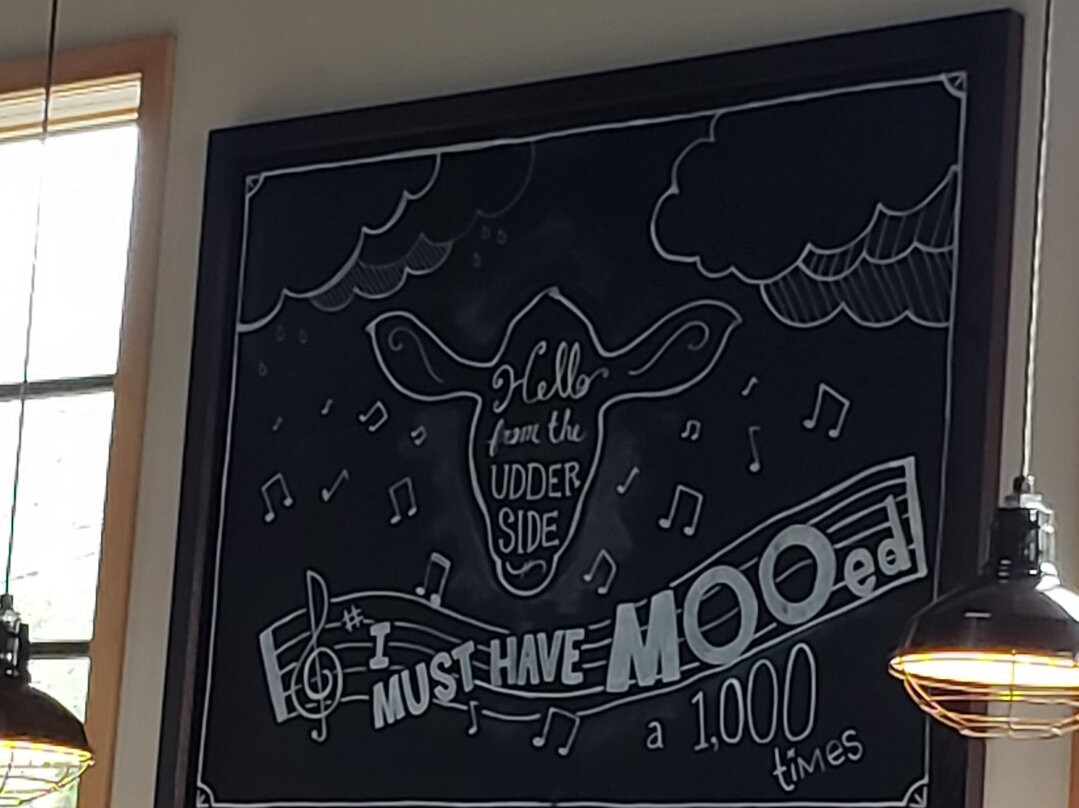 Hello
from the
UDDER
SIDE
#I
MUST HAVE MOOed!
a 1,000
times